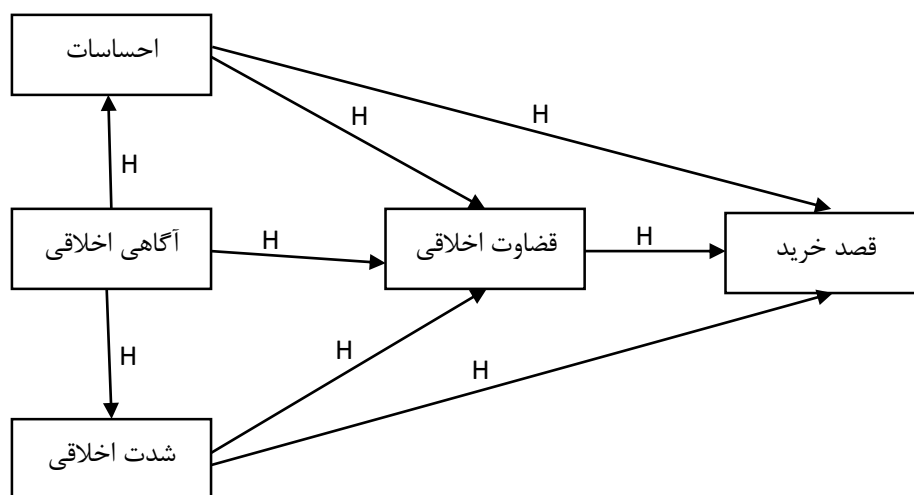 احساسات
H
H
H
آگاهی اخلاقی
H
قضاوت اخلاقی
H
قصد خرید
H
H
H
شدت اخلاقی